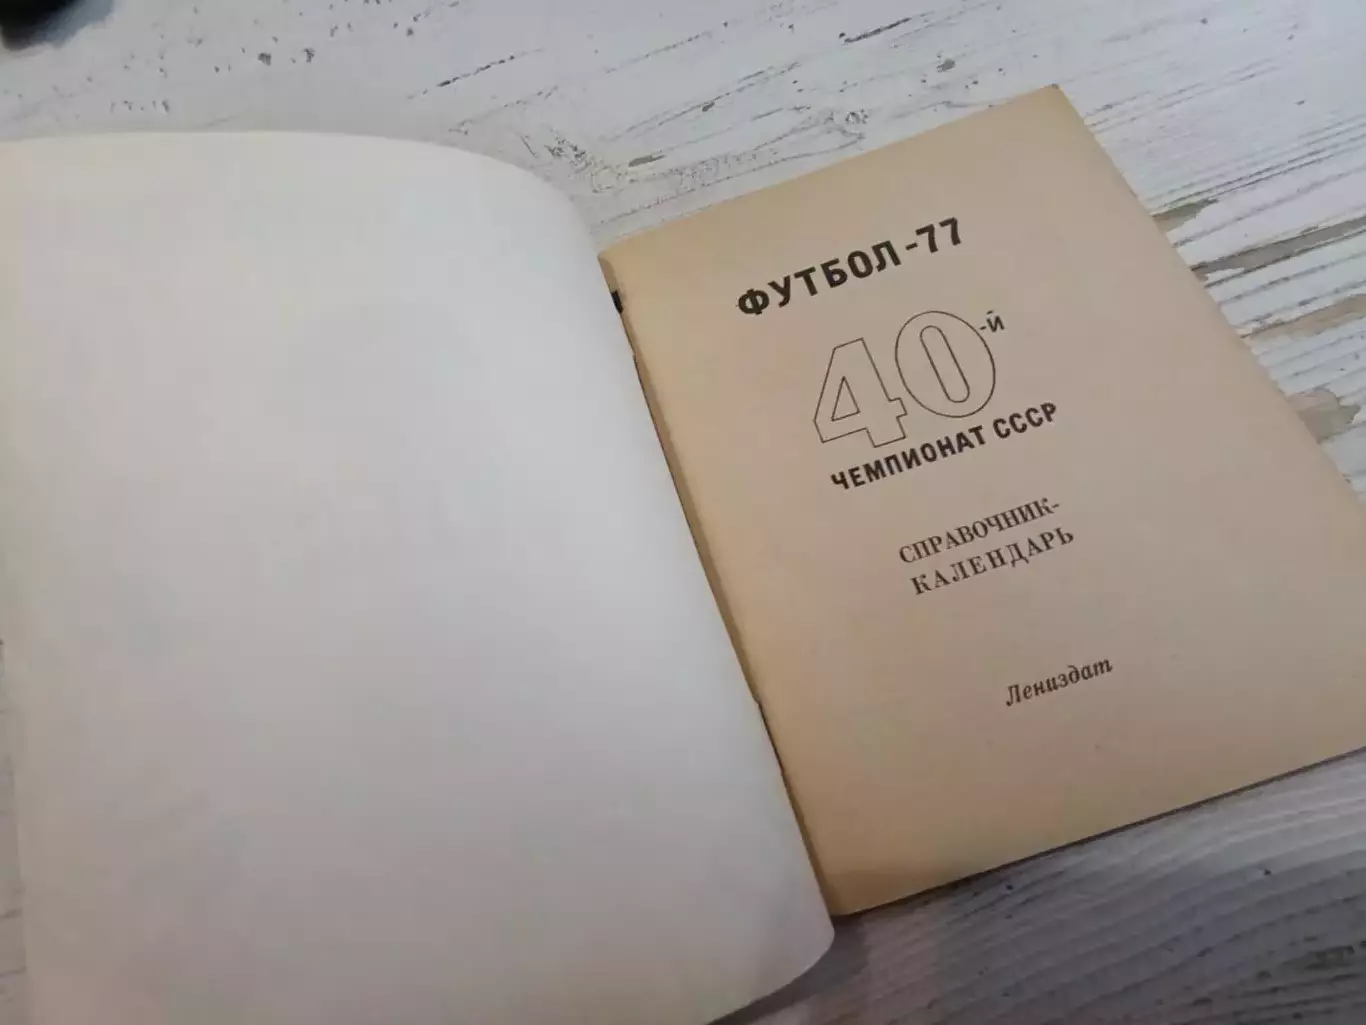 ФУТБОЛ-77
40-й
ЧЕМПИОНАТ СССР
СПРАВОЧНИК-
КАЛЕНДАРЬ
Лениздат